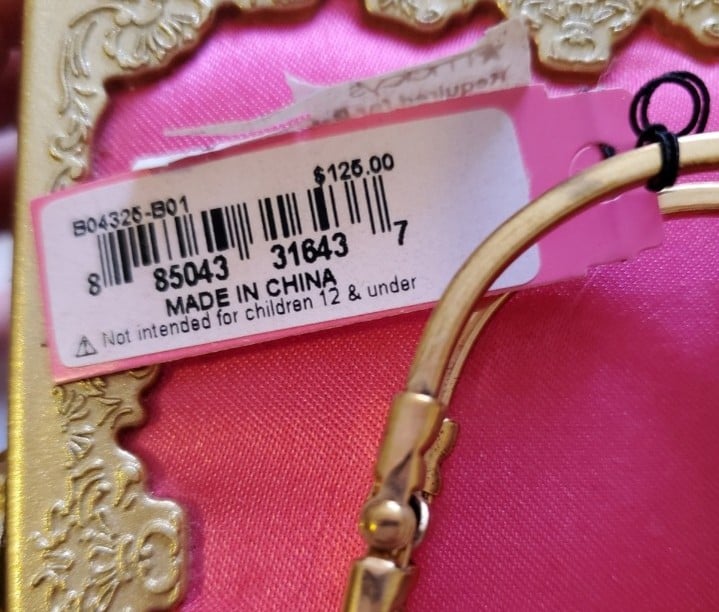 B04325-B01
$125.00
8 85043 31643 7
MADE IN CHINA
Not intended for children 12 & under